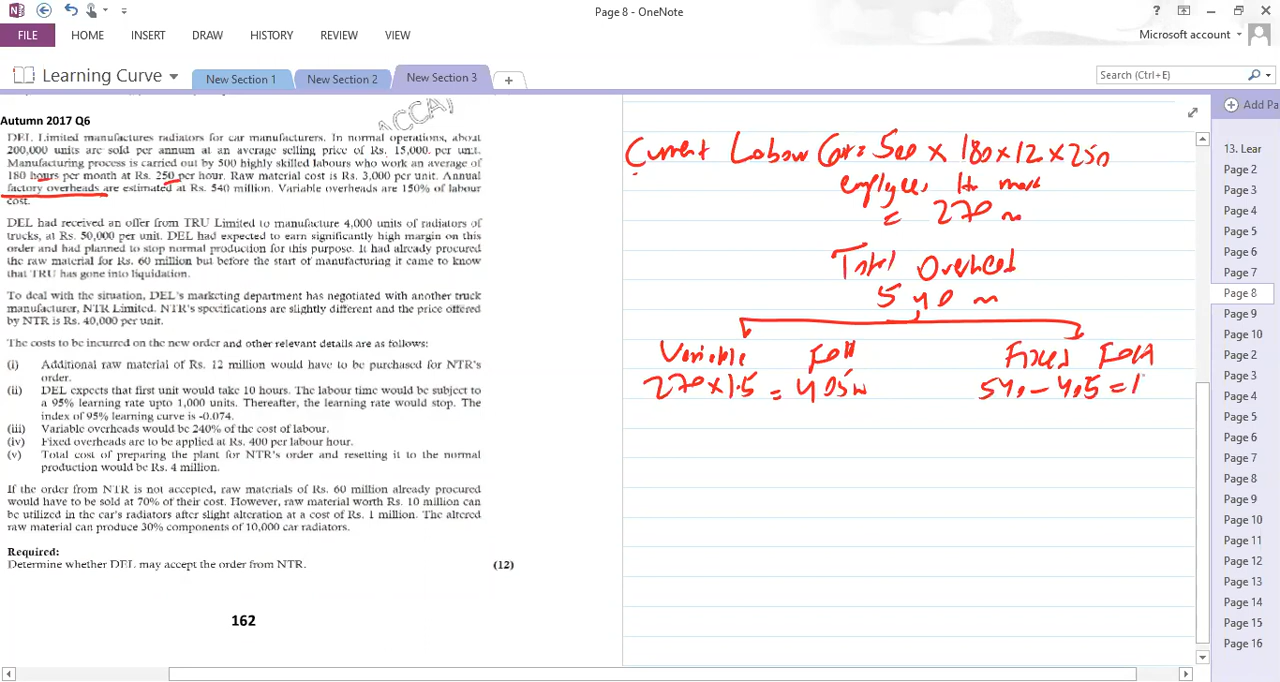 Page 8 - OneNote
FILE HOME INSERT DRAW HISTORY REVIEW VIEW
Microsoft account
Learning Curve
New Section 1
New Section 2
New Section 3
Search (Ctrl+E)
Add Pa
CCA)
Autumn 2017 Q6
DEL Limited manufactures radiators for car manufacturers. In normal operations, about
200,000 units are sold per annum at an average selling price of Rs. 15,000 per unit.
Manufacturing process is carried out by 500 highly skilled labours who work an average of
180 hours per month at Rs. 250 per hour. Raw material cost is Rs. 3,000 per unit. Annual
factory overheads are estimated at Rs. 540 million. Variable overheads are 150% of labour
cost.
DEL had received an offer from TRU Limited to manufacture 4,000 units of radiators of
trucks, at Rs. 50,000 per unit. DEL had expected to earn significantly high margin on this
order and had planned to stop normal production for this purpose. It had already procured
the raw material for Rs. 60 million but before the start of manufacturing it came to know
that TRU has gone into liquidation.
To deal with the situation, DEL's marketing department has negotiated with another truck
manufacturer, NTR Limited. NTR's specifications are slightly different and the price offered
by NTR is Rs. 40,000 per unit.
The costs to be incurred on the new order and other relevant details are as follows:
(i) Additional raw material of Rs. 12 million would have to be purchased for NTR's
order.
(ii) DEL expects that first unit would take 10 hours. The labour time would be subject to
a 95% learning rate upto 1,000 units. Thereafter, the learning rate would stop. The
index of 95% learning curve is -0.074.
(iii) Variable overheads would be 240% of the cost of labour.
(iv) Fixed overheads are to be applied at Rs. 400 per labour hour.
(v) Total cost of preparing the plant for NTR's order and resetting it to the normal
production would be Rs. 4 million.
If the order from NTR is not accepted, raw materials of Rs. 60 million already procured
would have to be sold at 70% of their cost. However, raw material worth Rs. 10 million can
be utilized in the car's radiators after slight alteration at a cost of Rs. 1 million. The altered
raw material can produce 30% components of 10,000 car radiators.
Required:
Determine whether DEL may accept the order from NTR. (12)
162
Current Labour Cost = 500 × 180 × 12 × 250
employees Hr
= 270 m
Total Overhead
540 m
Variable FOH
270 × 1.5 = 405m
Fixed FOH
540 - 405 = 1
13. Lear
Page 2
Page 3
Page 4
Page 5
Page 6
Page 7
Page 8
Page 9
Page 10
Page 2
Page 3
Page 4
Page 5
Page 6
Page 7
Page 8
Page 9
Page 10
Page 11
Page 12
Page 13
Page 14
Page 15
Page 16